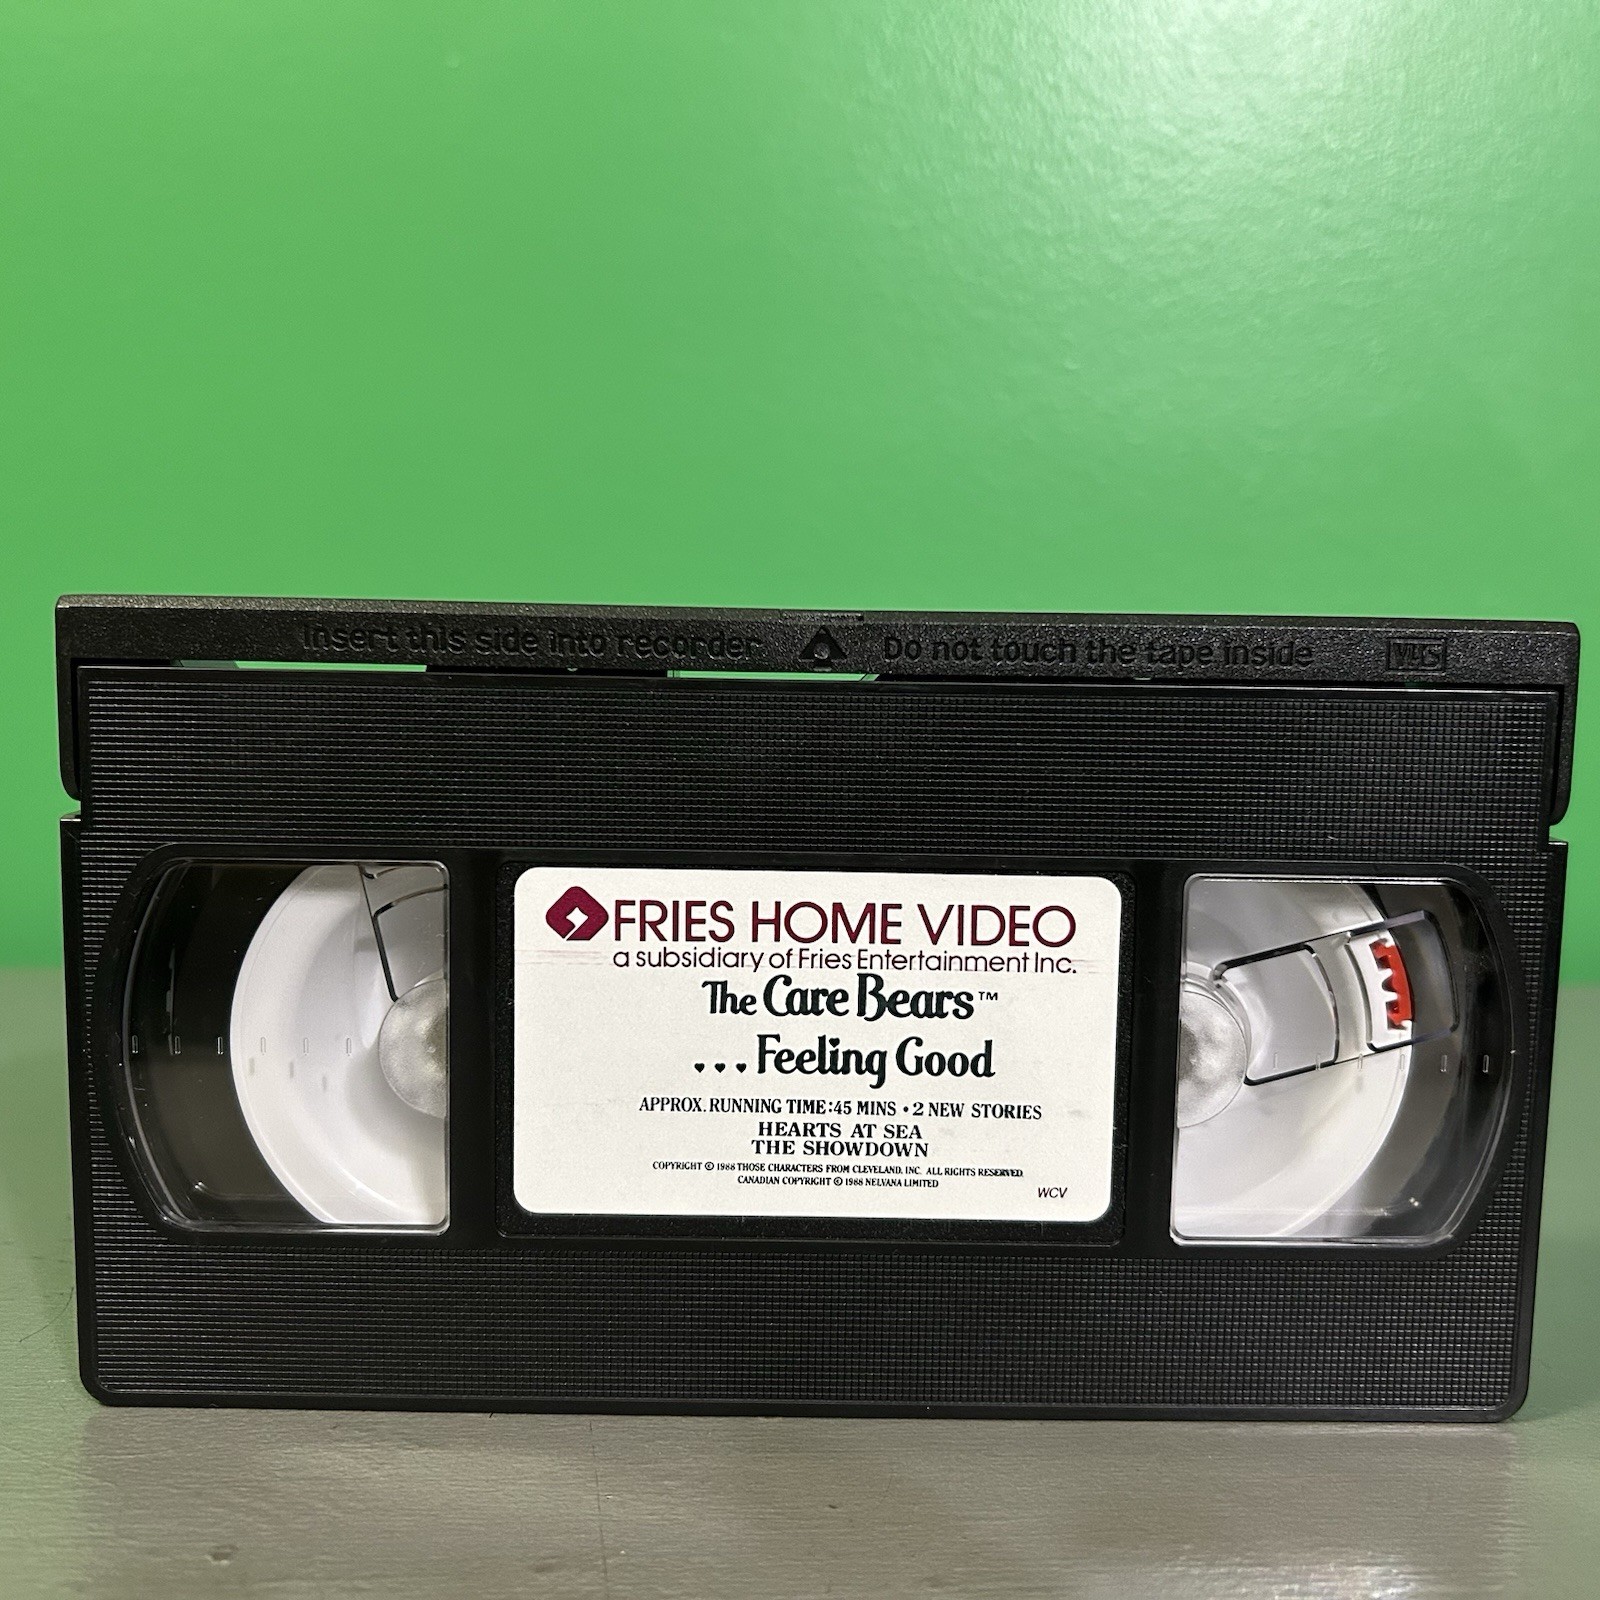 Insert this side into recorder Do not touch the tape inside VHS
FRIES HOME VIDEO
a subsidiary of Fries Entertainment Inc.
The Care Bears™
♥♥♥Feeling Good
APPROX. RUNNING TIME:45 MINS • 2 NEW STORIES
HEARTS AT SEA
THE SHOWDOWN
COPYRIGHT © 1988 THOSE CHARACTERS FROM CLEVELAND, INC. ALL RIGHTS RESERVED.
CANADIAN COPYRIGHT © 1988 NELVANA LIMITED
WCV